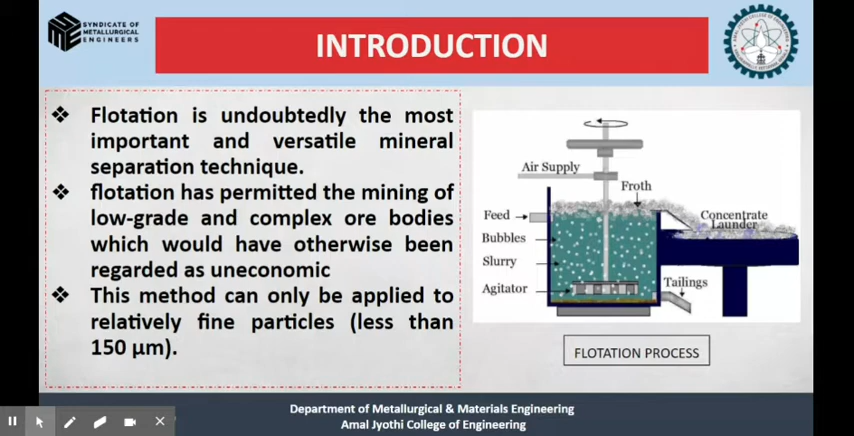 SYNDICATE OF
METALLURGICAL
ENGINEERS
INTRODUCTION
❖ Flotation is undoubtedly the most
important and versatile mineral
separation technique.
❖ flotation has permitted the mining of
low-grade and complex ore bodies
which would have otherwise been
regarded as uneconomic
❖ This method can only be applied to
relatively fine particles (less than
150 µm).
Air Supply
Froth
Feed
Concentrate
Launder
Bubbles
Slurry
Tailings
Agitator
FLOTATION PROCESS
Department of Metallurgical & Materials Engineering
Amal Jyothi College of Engineering